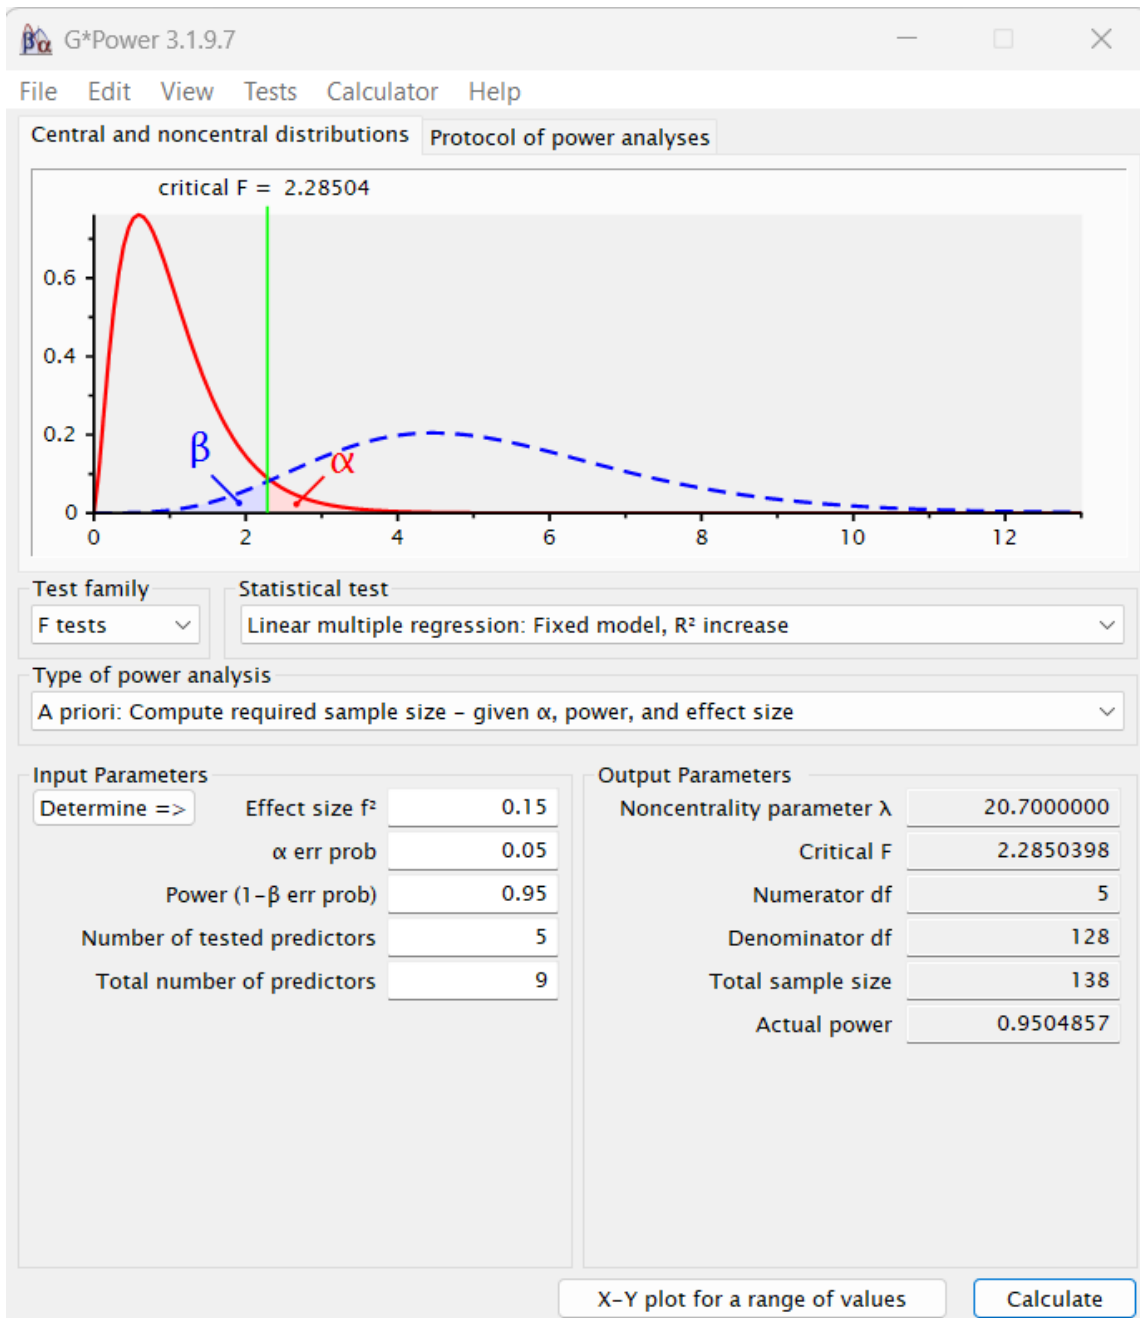 G*Power 3.1.9.7
File Edit View Tests Calculator Help
Central and noncentral distributions Protocol of power analyses
critical F = 2.28504
0.6
0.4
0.2
0
β
α
0 2 4 6 8 10 12
Test family Statistical test
F tests Linear multiple regression: Fixed model, R² increase
Type of power analysis
A priori: Compute required sample size – given α, power, and effect size
Input Parameters
Determine => Effect size f² 0.15
α err prob 0.05
Power (1–β err prob) 0.95
Number of tested predictors 5
Total number of predictors 9
Output Parameters
Noncentrality parameter λ 20.7000000
Critical F 2.2850398
Numerator df 5
Denominator df 128
Total sample size 138
Actual power 0.9504857
X–Y plot for a range of values Calculate